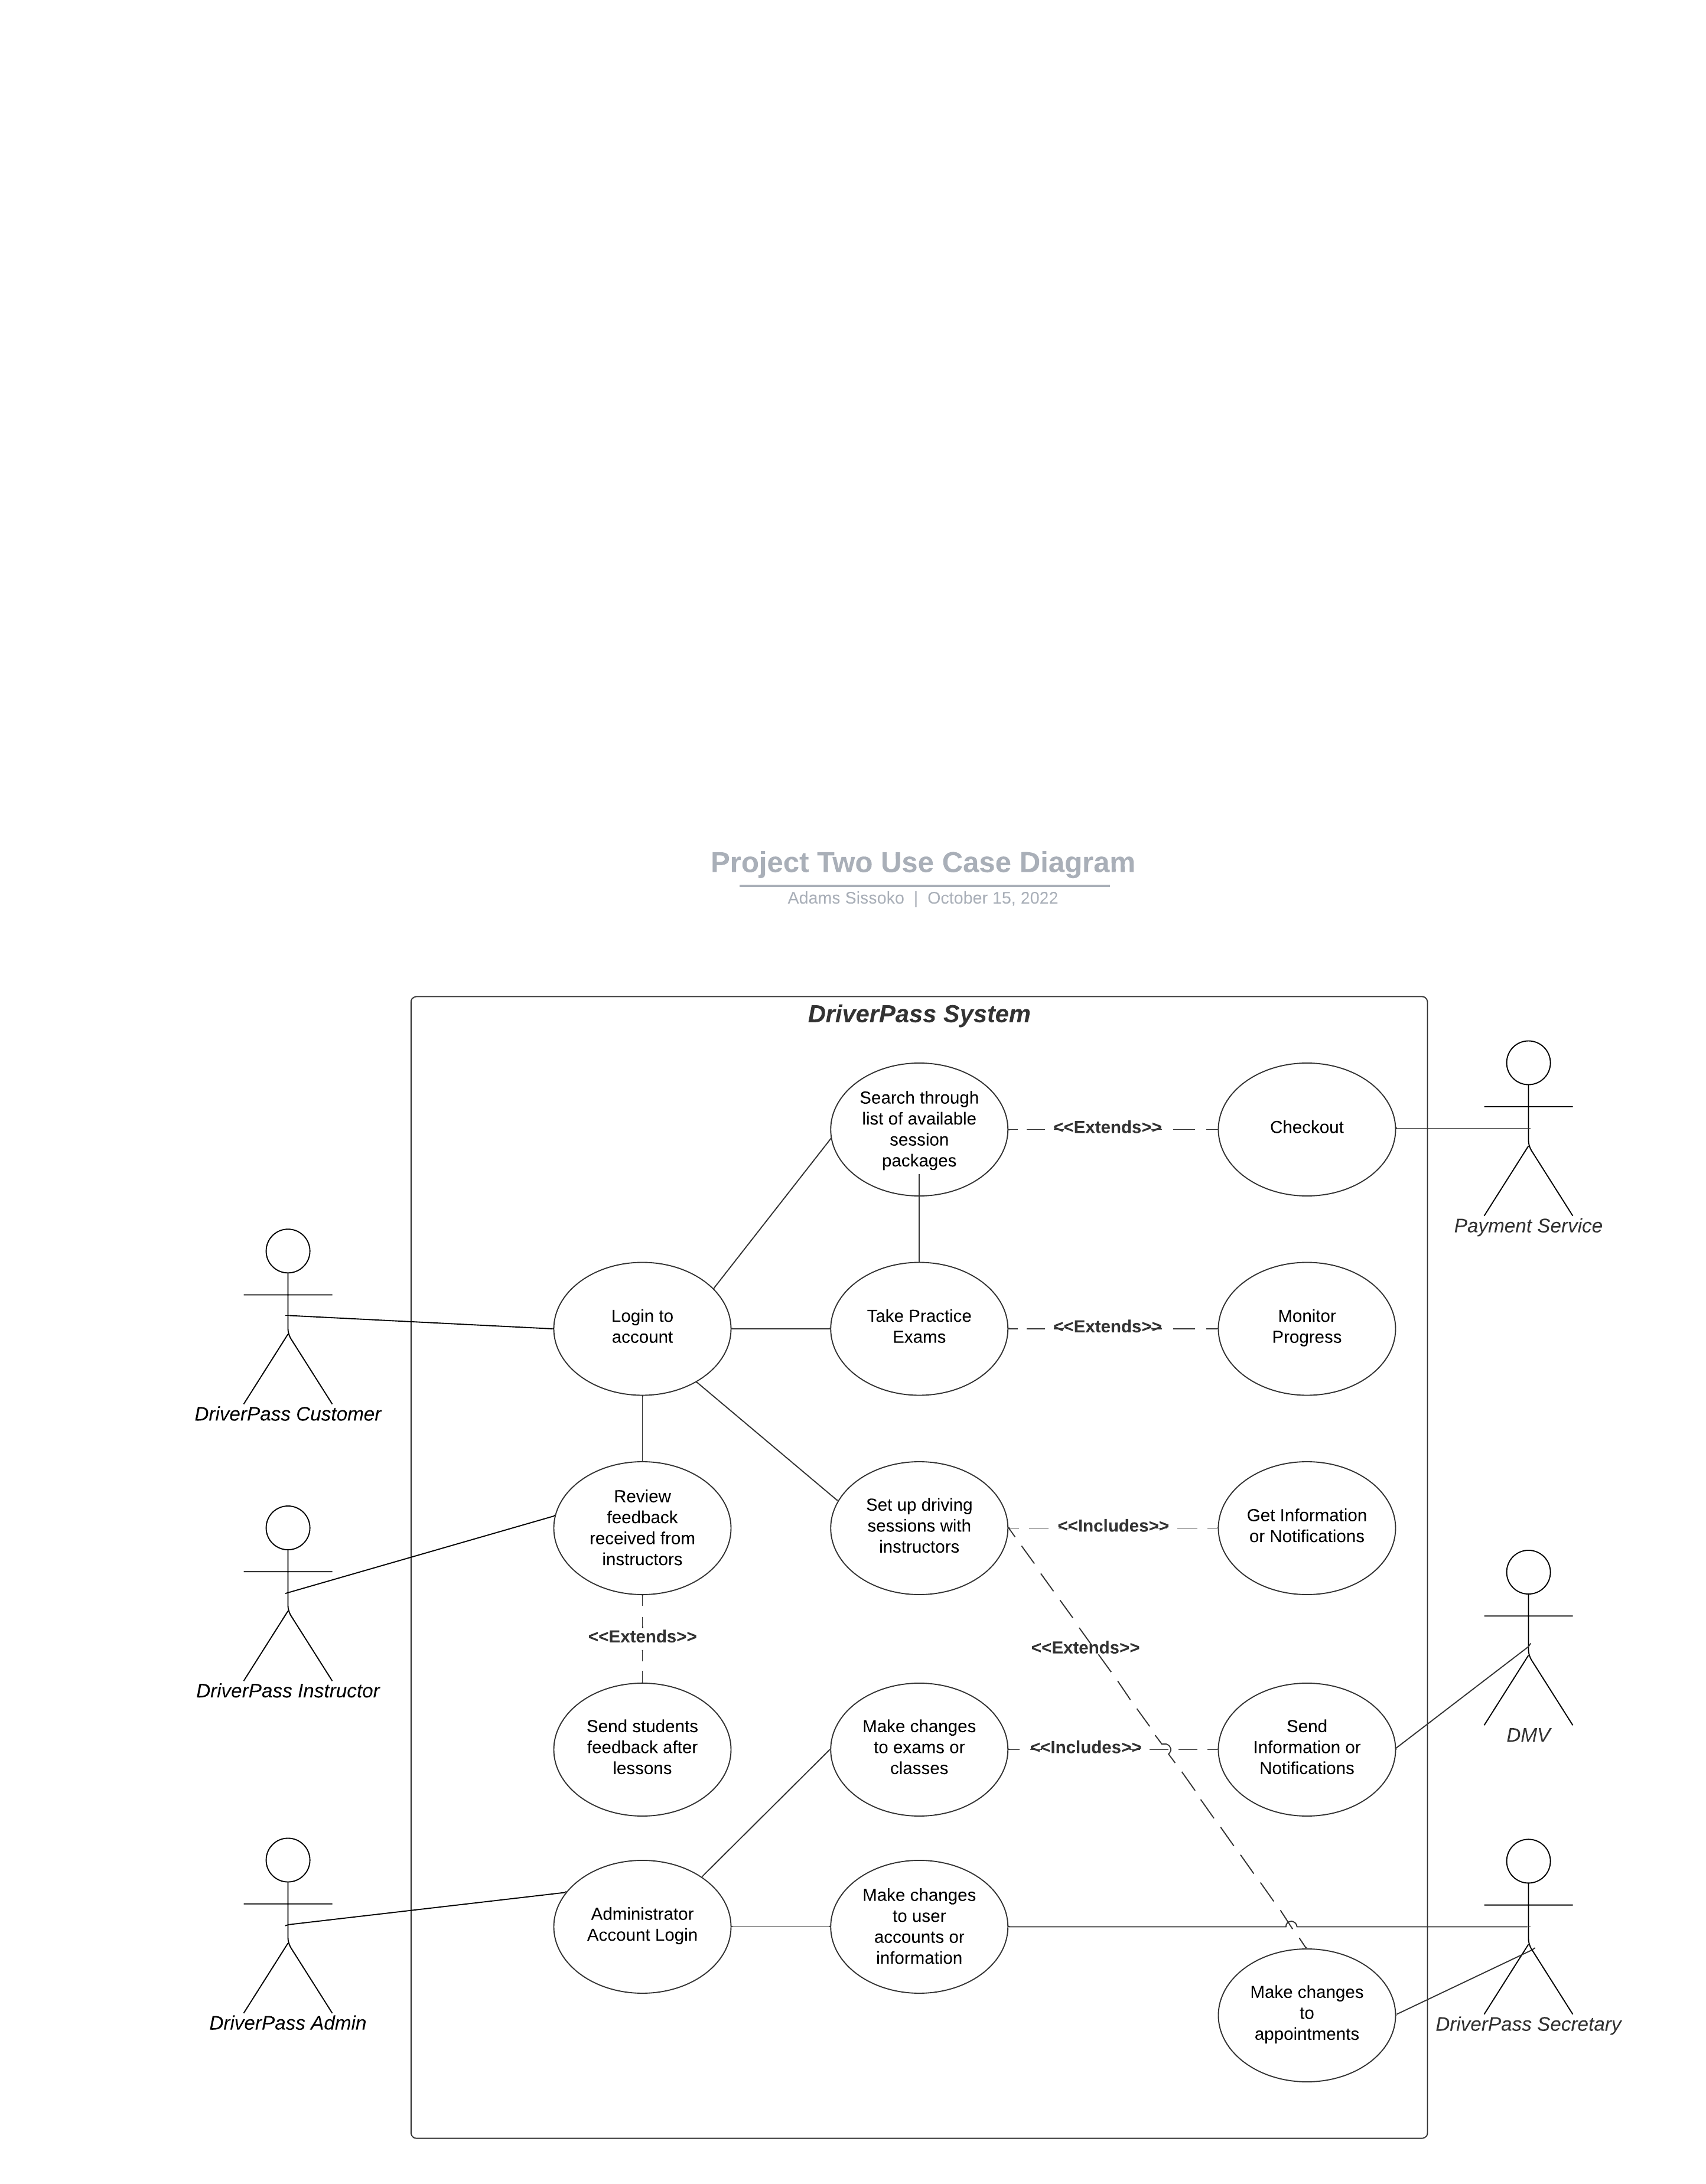 Project Two Use Case Diagram
Adams Sissoko | October 15, 2022
DriverPass System
Search through
list of available
session
packages
<<Extends>>
Checkout
Payment Service
DriverPass Customer
Login to
account
Take Practice
Exams
<<Extends>>
Monitor
Progress
DriverPass Instructor
Review
feedback
received from
instructors
Set up driving
sessions with
instructors
<<Includes>>
Get Information
or Notifications
<<Extends>>
<<Extends>>
DMV
Send students
feedback after
lessons
Make changes
to exams or
classes
<<Includes>>
Send
Information or
Notifications
DriverPass Admin
Administrator
Account Login
Make changes
to user
accounts or
information
Make changes
to
appointments
DriverPass Secretary